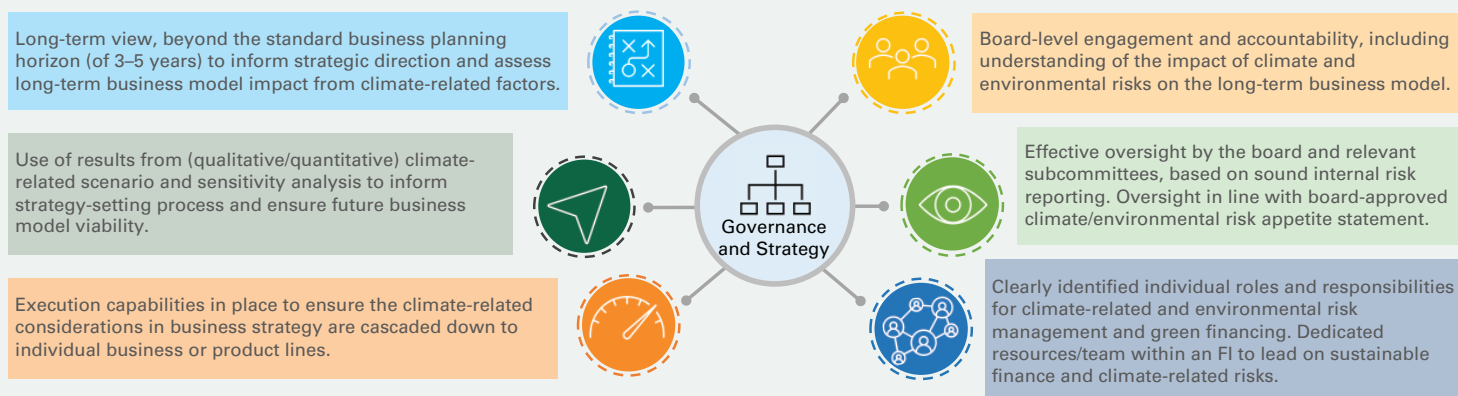 Long-term view, beyond the standard business planning
horizon (of 3–5 years) to inform strategic direction and assess
long-term business model impact from climate-related factors.
Use of results from (qualitative/quantitative) climate-
related scenario and sensitivity analysis to inform
strategy-setting process and ensure future business
model viability.
Execution capabilities in place to ensure the climate-related
considerations in business strategy are cascaded down to
individual business or product lines.
Governance
and Strategy
Board-level engagement and accountability, including
understanding of the impact of climate and
environmental risks on the long-term business model.
Effective oversight by the board and relevant
subcommittees, based on sound internal risk
reporting. Oversight in line with board-approved
climate/environmental risk appetite statement.
Clearly identified individual roles and responsibilities
for climate-related and environmental risk
management and green financing. Dedicated
resources/team within an FI to lead on sustainable
finance and climate-related risks.